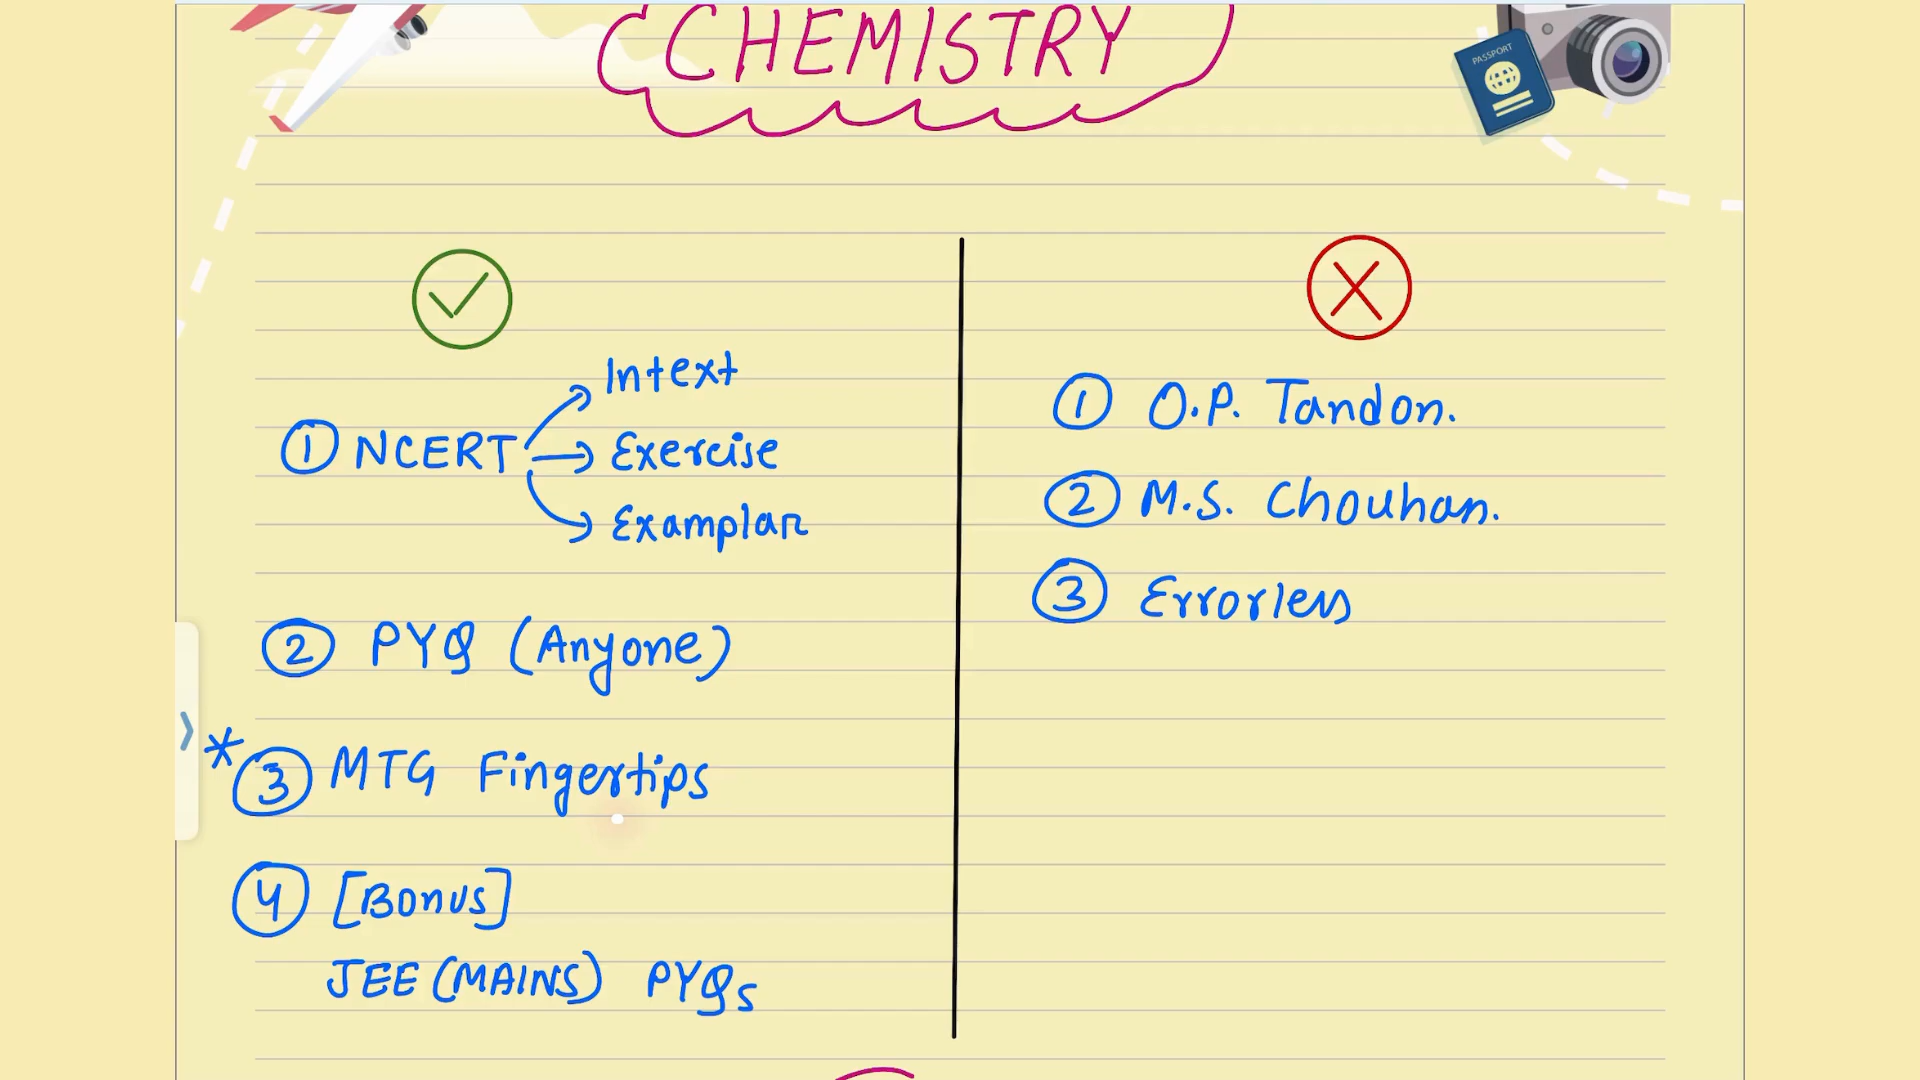 CHEMISTRY
PASSPORT
① NCERT
Intext
Exercise
Examplar
② PYQ (Anyone)
* ③ MTG Fingertips
④ [Bonus]
JEE (MAINS) PYQs
① O.P. Tandon.
② M.S. Chouhan.
③ Errorless